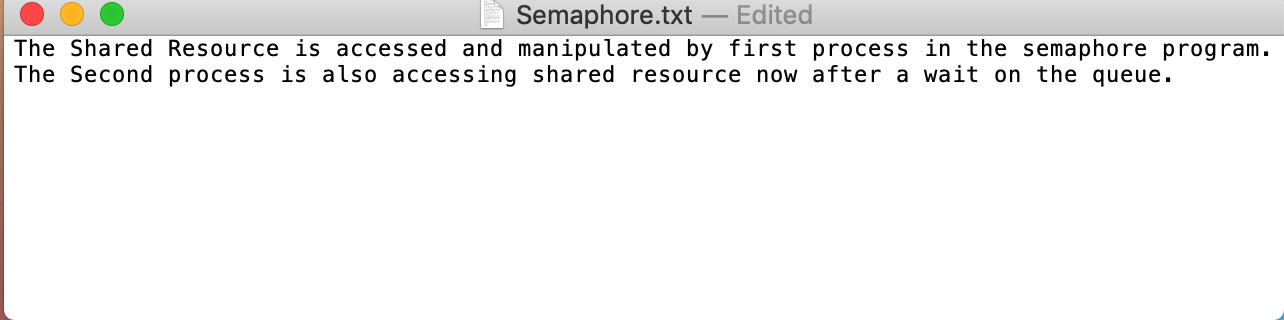 Semaphore.txt — Edited
The Shared Resource is accessed and manipulated by first process in the semaphore program.
The Second process is also accessing shared resource now after a wait on the queue.